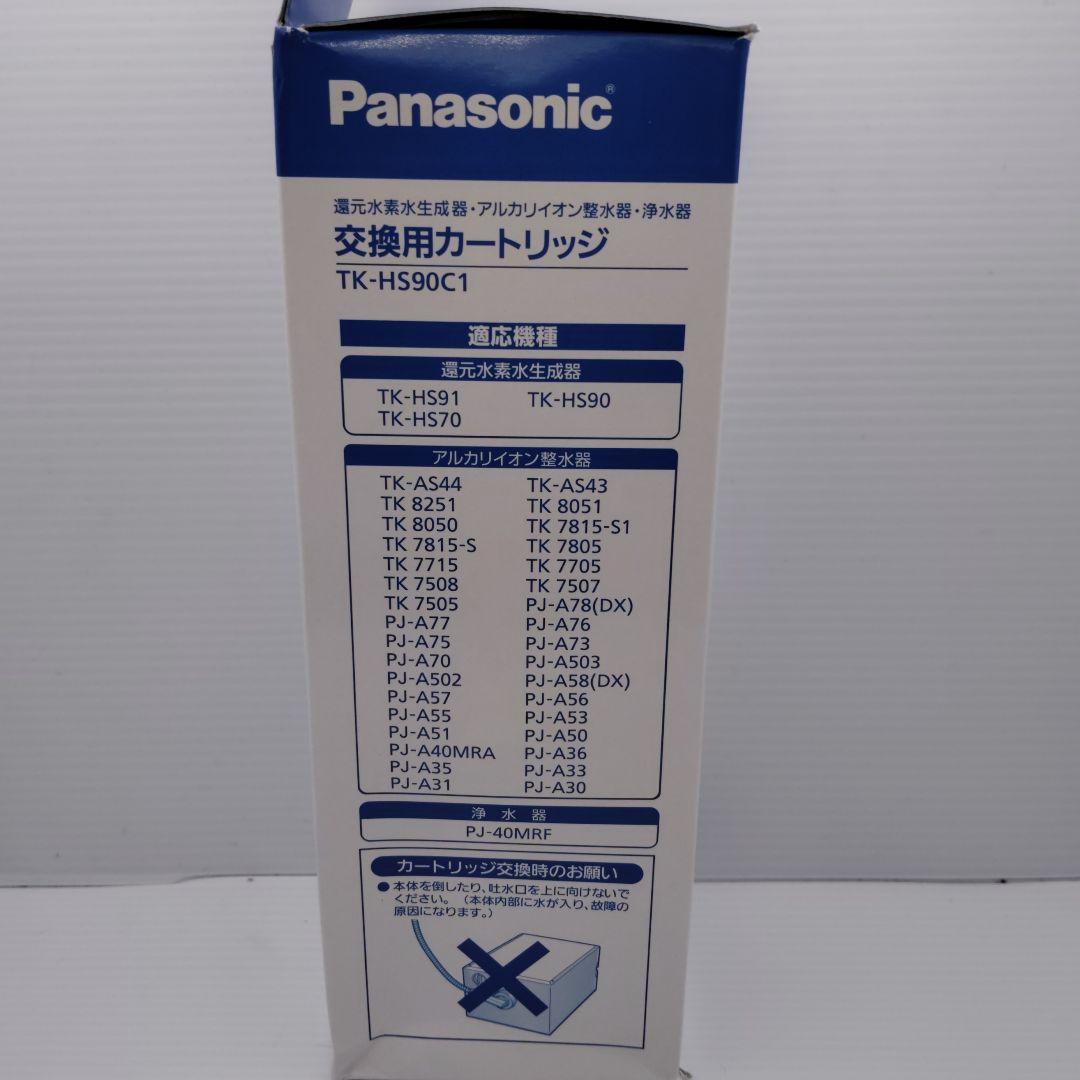 Panasonic®
還元水素水生成器・アルカリイオン整水器・浄水器
交換用カートリッジ
TK-HS90C1
適応機種
還元水素水生成器
TK-HS91 TK-HS90
TK-HS70
アルカリイオン整水器
TK-AS44 TK-AS43
TK 8251 TK 8051
TK 8050 TK 7815-S1
TK 7815-S TK 7805
TK 7715 TK 7705
TK 7508 TK 7507
TK 7505 PJ-A78(DX)
PJ-A77 PJ-A76
PJ-A75 PJ-A73
PJ-A70 PJ-A503
PJ-A502 PJ-A58(DX)
PJ-A57 PJ-A56
PJ-A55 PJ-A53
PJ-A51 PJ-A50
PJ-A40MRA PJ-A36
PJ-A35 PJ-A33
PJ-A31 PJ-A30
浄水器
PJ-40MRF
カートリッジ交換時のお願い
●本体を倒したり、吐水口を上に向けないで
ください。（本体内部に水が入り、故障の
原因になります。）